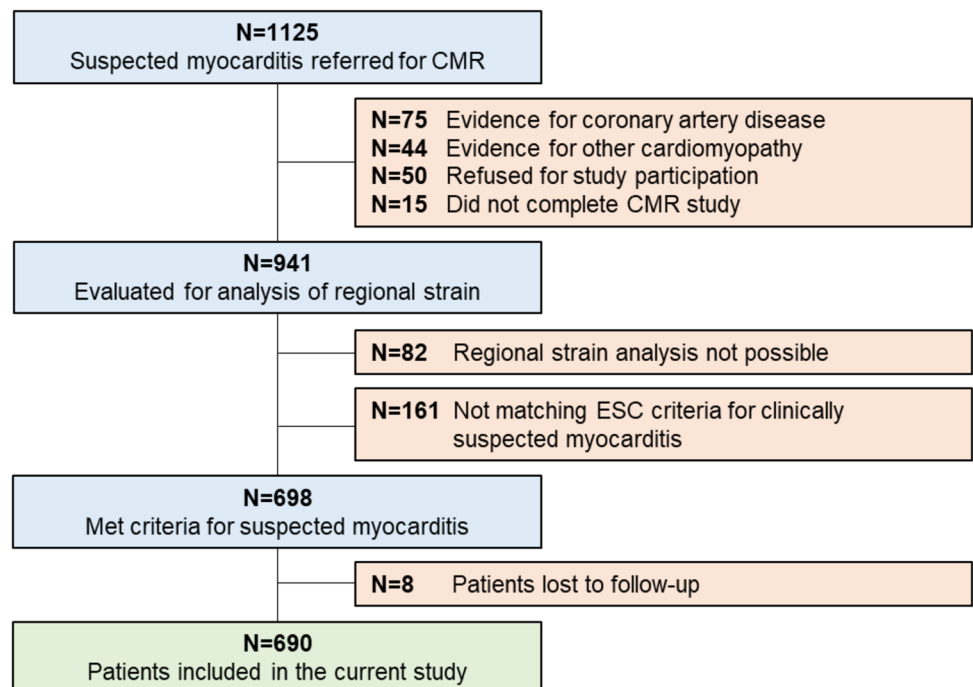 N=1125
Suspected myocarditis referred for CMR
N=75 Evidence for coronary artery disease
N=44 Evidence for other cardiomyopathy
N=50 Refused for study participation
N=15 Did not complete CMR study
N=941
Evaluated for analysis of regional strain
N=82 Regional strain analysis not possible
N=161 Not matching ESC criteria for clinically
suspected myocarditis
N=698
Met criteria for suspected myocarditis
N=8 Patients lost to follow-up
N=690
Patients included in the current study